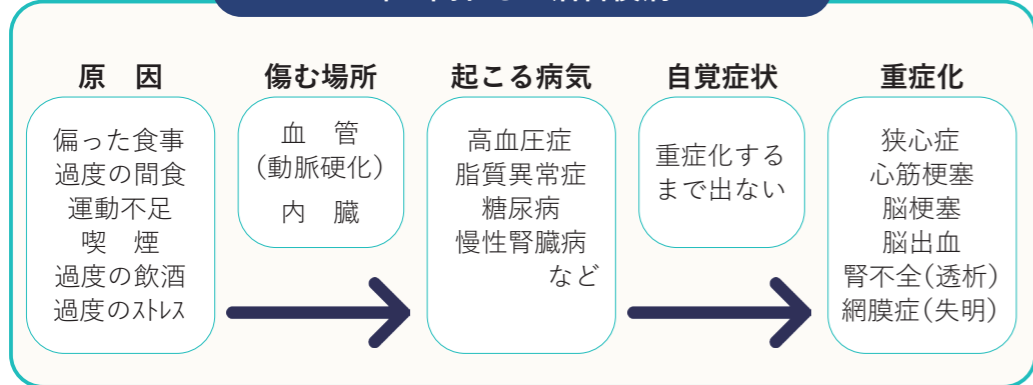 原　因
偏った食事
過度の間食
運動不足
喫　煙
過度の飲酒
過度のストレス
傷む場所
血　管
(動脈硬化)
内　臓
起こる病気
高血圧症
脂質異常症
糖尿病
慢性腎臓病
など
自覚症状
重症化する
まで出ない
重症化
狭心症
心筋梗塞
脳梗塞
脳出血
腎不全(透析)
網膜症(失明)